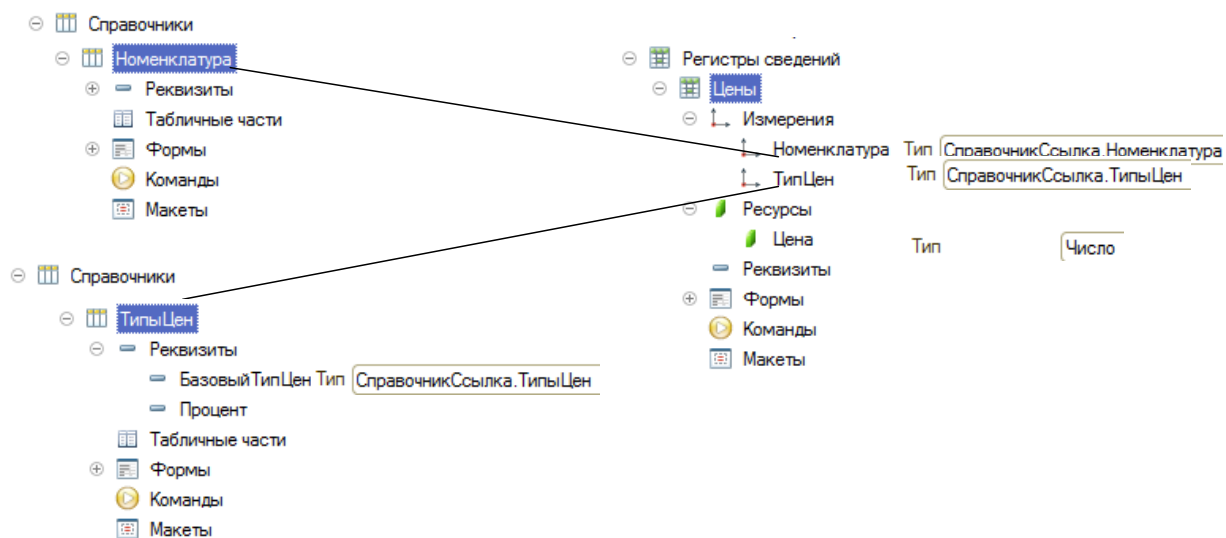 Справочники
Номенклатура
Реквизиты
Табличные части
Формы
Команды
Макеты
Справочники
ТипыЦен
Реквизиты
БазовыйТипЦен Тип СправочникСсылка.ТипыЦен
Процент
Табличные части
Формы
Команды
Макеты
Регистры сведений
Цены
Измерения
Номенклатура Тип СправочникСсылка.Номенклатура
ТипЦен Тип СправочникСсылка.ТипыЦен
Ресурсы
Цена Тип Число
Реквизиты
Формы
Команды
Макеты